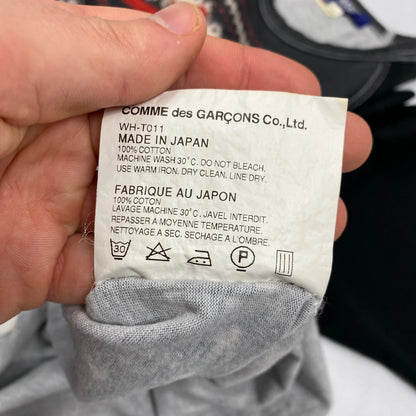 COMME des GARÇONS Co.,Ltd.
WH-T011
MADE IN JAPAN
100% COTTON
MACHINE WASH 30°C. DO NOT BLEACH.
USE WARM IRON. DRY CLEAN. LINE DRY.
FABRIQUE AU JAPON
100% COTTON
LAVAGE MACHINE 30°C. JAVEL INTERDIT.
REPASSER A MOYENNE TEMPERATURE.
NETTOYAGE A SEC. SECHAGE A L'OMBRE.
30 P